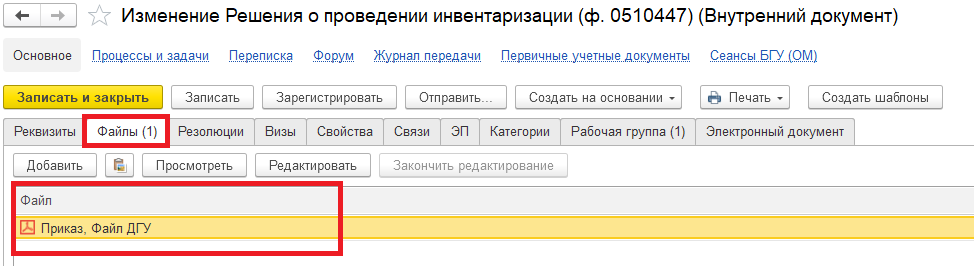 Изменение Решения о проведении инвентаризации (ф. 0510447) (Внутренний документ)
Основное Процессы и задачи Переписка Форум Журнал передачи Первичные учетные документы Сеансы БГУ (ОМ)
Записать и закрыть Записать Зарегистрировать Отправить... Создать на основании Печать Создать шаблоны
Реквизиты Файлы (1) Резолюции Визы Свойства Связи ЭП Категории Рабочая группа (1) Электронный документ
Добавить Просмотреть Редактировать Закончить редактирование
Файл
Приказ, Файл ДГУ